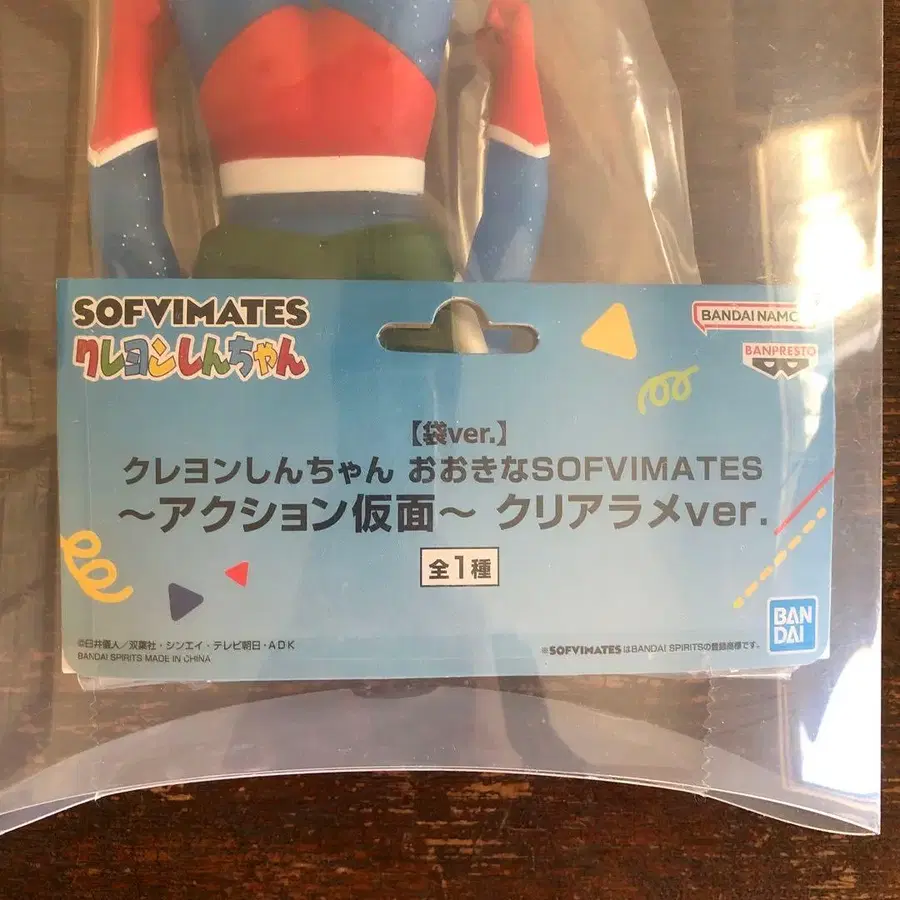 SOFVIMATES
クレヨンしんちゃん
BANDAI NAMCO
BANPRESTO
【袋ver.】
クレヨンしんちゃん おおきなSOFVIMATES
～アクション仮面～ クリアラメver.
全1種
©臼井儀人／双葉社・シンエイ・テレビ朝日・ADK
BANDAI SPIRITS MADE IN CHINA
※SOFVIMATESはBANDAI SPIRITSの登録商標です。
BAN
DAI